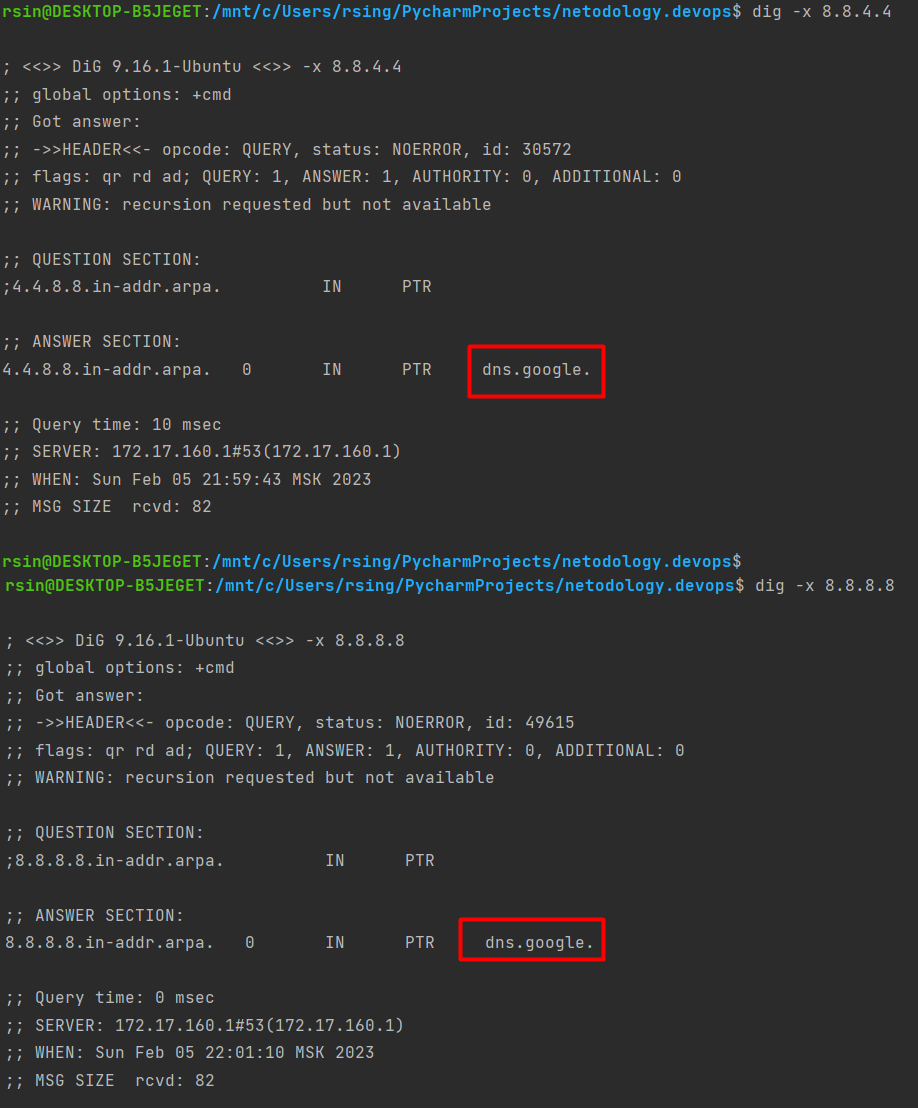 rsin@DESKTOP-B5JEGET:/mnt/c/Users/rsing/PycharmProjects/netodology.devops$ dig -x 8.8.4.4
; <<>> DiG 9.16.1-Ubuntu <<>> -x 8.8.4.4
;; global options: +cmd
;; Got answer:
;; ->>HEADER<<- opcode: QUERY, status: NOERROR, id: 30572
;; flags: qr rd ad; QUERY: 1, ANSWER: 1, AUTHORITY: 0, ADDITIONAL: 0
;; WARNING: recursion requested but not available
;; QUESTION SECTION:
;4.4.8.8.in-addr.arpa. IN PTR
;; ANSWER SECTION:
4.4.8.8.in-addr.arpa. 0 IN PTR dns.google.
;; Query time: 10 msec
;; SERVER: 172.17.160.1#53(172.17.160.1)
;; WHEN: Sun Feb 05 21:59:43 MSK 2023
;; MSG SIZE rcvd: 82
rsin@DESKTOP-B5JEGET:/mnt/c/Users/rsing/PycharmProjects/netodology.devops$
rsin@DESKTOP-B5JEGET:/mnt/c/Users/rsing/PycharmProjects/netodology.devops$ dig -x 8.8.8.8
; <<>> DiG 9.16.1-Ubuntu <<>> -x 8.8.8.8
;; global options: +cmd
;; Got answer:
;; ->>HEADER<<- opcode: QUERY, status: NOERROR, id: 49615
;; flags: qr rd ad; QUERY: 1, ANSWER: 1, AUTHORITY: 0, ADDITIONAL: 0
;; WARNING: recursion requested but not available
;; QUESTION SECTION:
;8.8.8.8.in-addr.arpa. IN PTR
;; ANSWER SECTION:
8.8.8.8.in-addr.arpa. 0 IN PTR dns.google.
;; Query time: 0 msec
;; SERVER: 172.17.160.1#53(172.17.160.1)
;; WHEN: Sun Feb 05 22:01:10 MSK 2023
;; MSG SIZE rcvd: 82